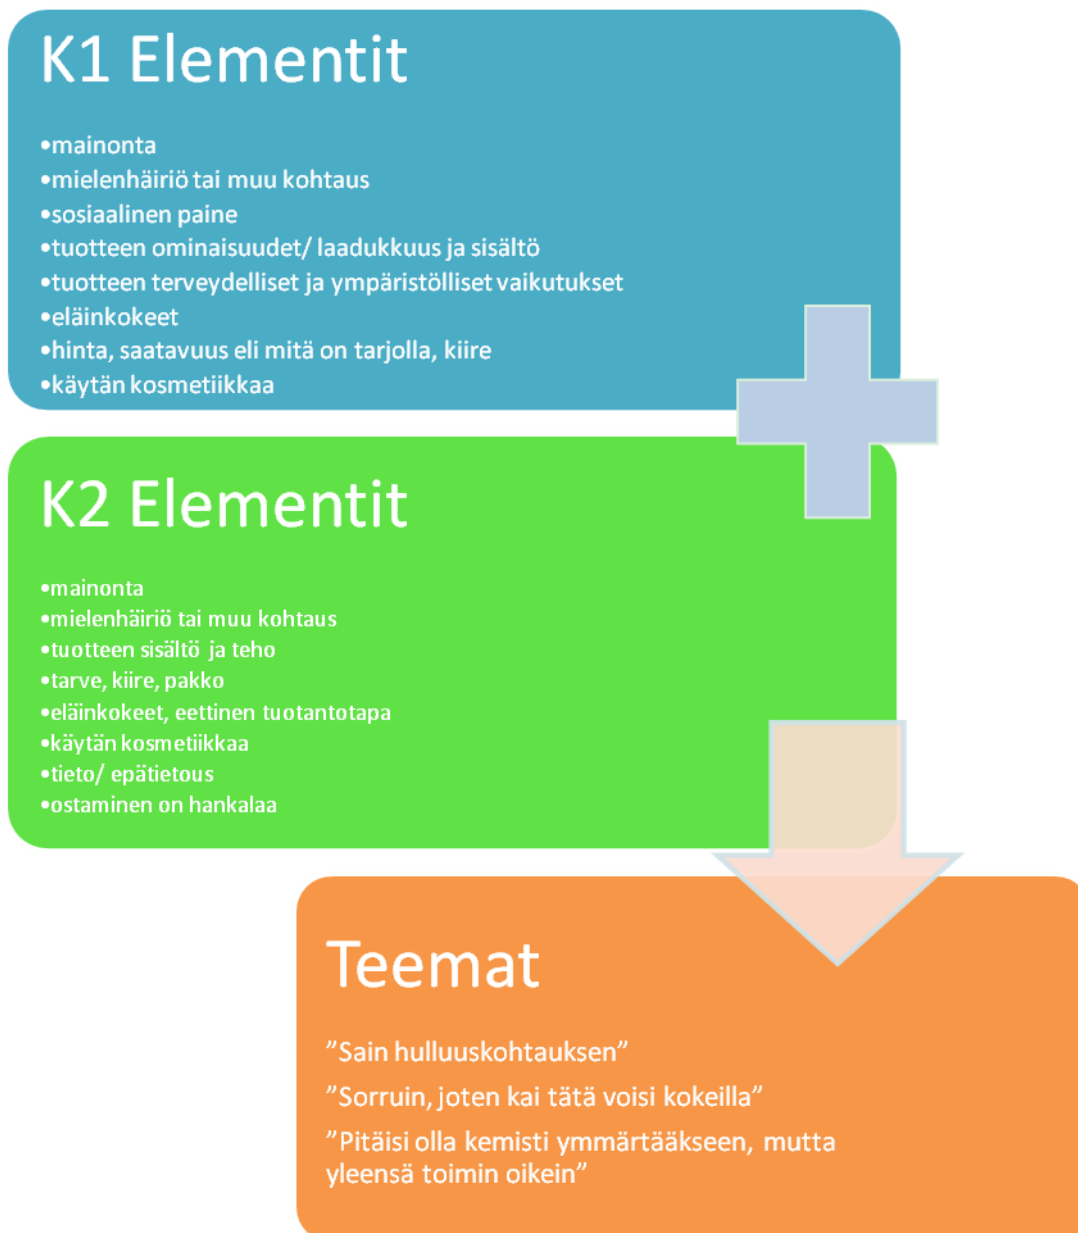 K1 Elementit
•mainonta
•mielenhäiriö tai muu kohtaus
•sosiaalinen paine
•tuotteen ominaisuudet/ laadukkuus ja sisältö
•tuotteen terveydelliset ja ympäristölliset vaikutukset
•eläinkokeet
•hinta, saatavuus eli mitä on tarjolla, kiire
•käytän kosmetiikkaa
K2 Elementit
•mainonta
•mielenhäiriö tai muu kohtaus
•tuotteen sisältö ja teho
•tarve, kiire, pakko
•eläinkokeet, eettinen tuotantotapa
•käytän kosmetiikkaa
•tieto/ epätietous
•ostaminen on hankalaa
Teemat
”Sain hulluuskohtauksen”
”Sorruin, joten kai tätä voisi kokeilla”
”Pitäisi olla kemisti ymmärtääkseen, mutta
yleensä toimin oikein”